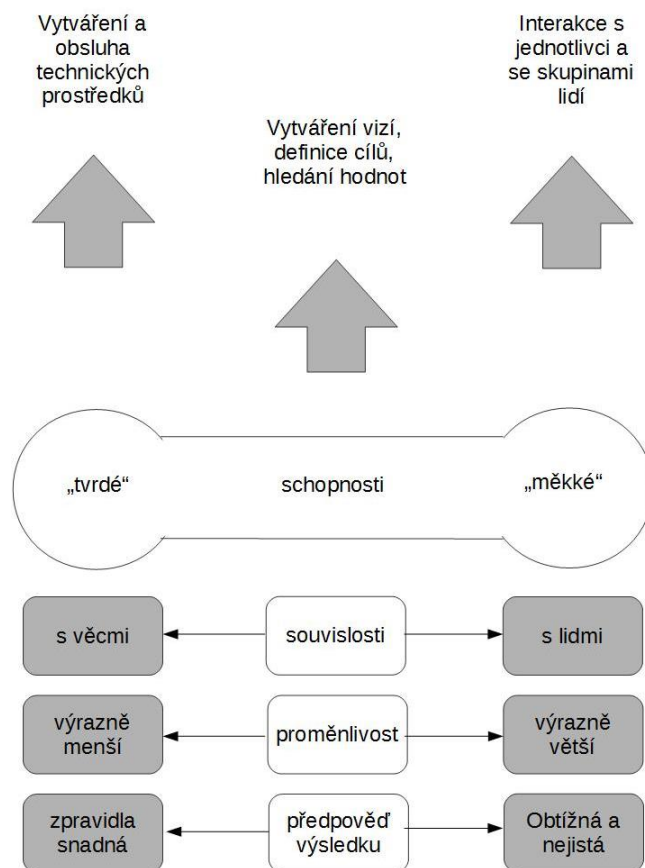 Vytváření a
obsluha
technických
prostředků
Vytváření vizí,
definice cílů,
hledání hodnot
Interakce s
jednotlivci a
se skupinami
lidí
„tvrdé“
schopnosti
„měkké“
s věcmi
souvislosti
s lidmi
výrazně
menší
proměnlivost
výrazně
větší
zpravidla
snadná
předpověď
výsledku
Obtížná a
nejistá